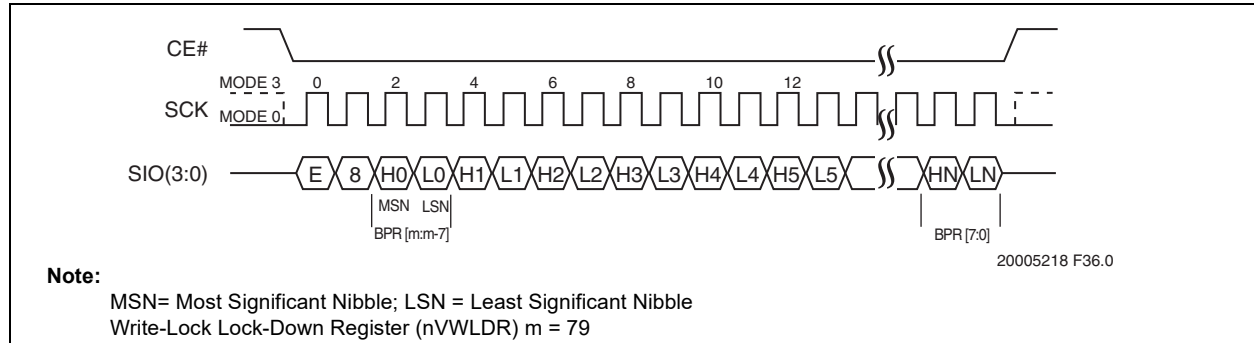 CE#
MODE 3 0 2 4 6 8 10 12
SCK
MODE 0
SIO(3:0) E 8 H0 L0 H1 L1 H2 L2 H3 L3 H4 L4 H5 L5 HN LN
MSN LSN
BPR [m:m-7] BPR [7:0]
20005218 F36.0
Note:
MSN= Most Significant Nibble; LSN = Least Significant Nibble
Write-Lock Lock-Down Register (nVWLDR) m = 79